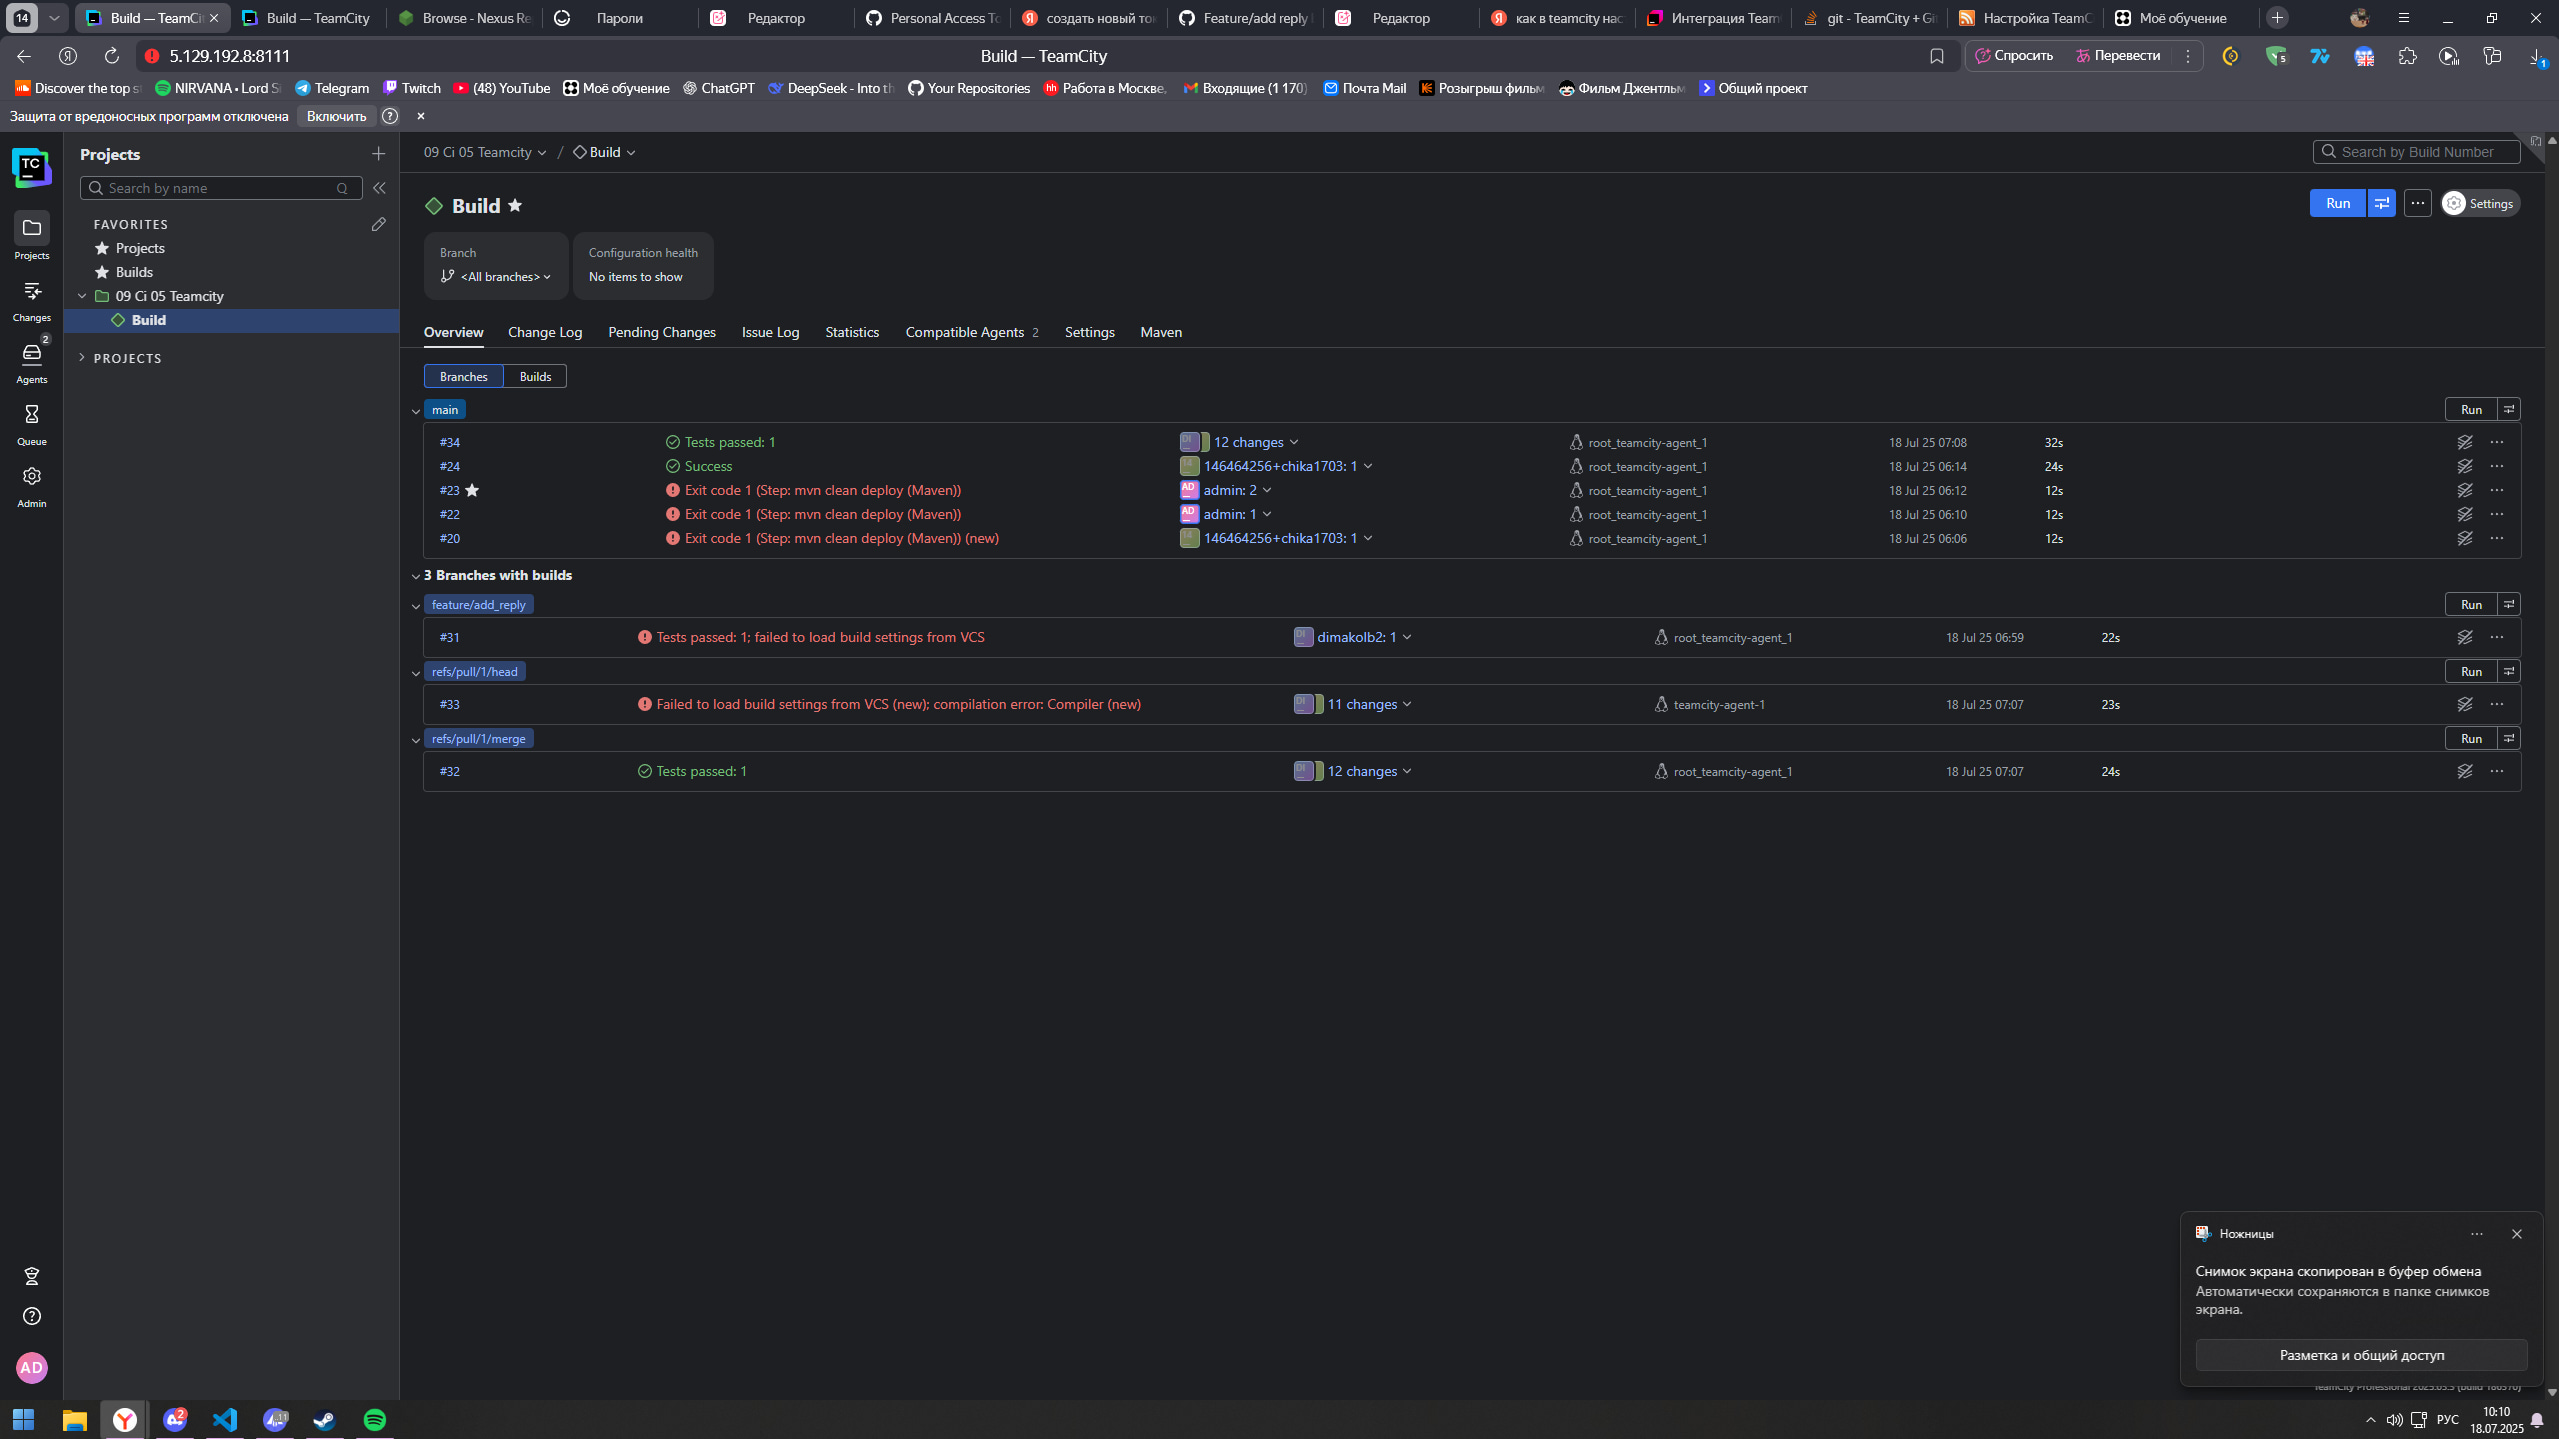 14
Build — TeamCi
Build — TeamCity
Browse - Nexus Re
Пароли
Редактор
Personal Access To
создать новый ток
Feature/add reply
Редактор
как в teamcity нас
Интеграция Team
git - TeamCity + Gi
Настройка TeamC
Моё обучение
5.129.192.8:8111
Build — TeamCity
Спросить
Перевести
5
1
Discover the top s
NIRVANA • Lord S
Telegram
Twitch
(48) YouTube
Моё обучение
ChatGPT
DeepSeek - Into th
Your Repositories
Работа в Москве,
Входящие (1 170)
Почта Mail
Розыгрыш фильм
Фильм Джентльм
Общий проект
Защита от вредоносных программ отключена
Включить
TC
Projects
Changes
2
Agents
Queue
Admin
AD
Projects
Search by name
Q
FAVORITES
Projects
Builds
09 Ci 05 Teamcity
Build
PROJECTS
09 Ci 05 Teamcity / Build
Search by Build Number
Build
Run
Settings
Branch
<All branches>
Configuration health
No items to show
Overview
Change Log
Pending Changes
Issue Log
Statistics
Compatible Agents 2
Settings
Maven
Branches
Builds
main
Run
#34 Tests passed: 1 DI 12 changes root_teamcity-agent_1 18 Jul 25 07:08 32s
#24 Success 14 146464256+chika1703: 1 root_teamcity-agent_1 18 Jul 25 06:14 24s
#23 Exit code 1 (Step: mvn clean deploy (Maven)) AD admin: 2 root_teamcity-agent_1 18 Jul 25 06:12 12s
#22 Exit code 1 (Step: mvn clean deploy (Maven)) AD admin: 1 root_teamcity-agent_1 18 Jul 25 06:10 12s
#20 Exit code 1 (Step: mvn clean deploy (Maven)) (new) 14 146464256+chika1703: 1 root_teamcity-agent_1 18 Jul 25 06:06 12s
3 Branches with builds
feature/add_reply
Run
#31 Tests passed: 1; failed to load build settings from VCS DI dimakolb2: 1 root_teamcity-agent_1 18 Jul 25 06:59 22s
refs/pull/1/head
Run
#33 Failed to load build settings from VCS (new); compilation error: Compiler (new) DI 11 changes teamcity-agent-1 18 Jul 25 07:07 23s
refs/pull/1/merge
Run
#32 Tests passed: 1 DI 12 changes root_teamcity-agent_1 18 Jul 25 07:07 24s
Ножницы
Снимок экрана скопирован в буфер обмена
Автоматически сохраняются в папке снимков
экрана.
Разметка и общий доступ
2
11
РУС
10:10
18.07.2025